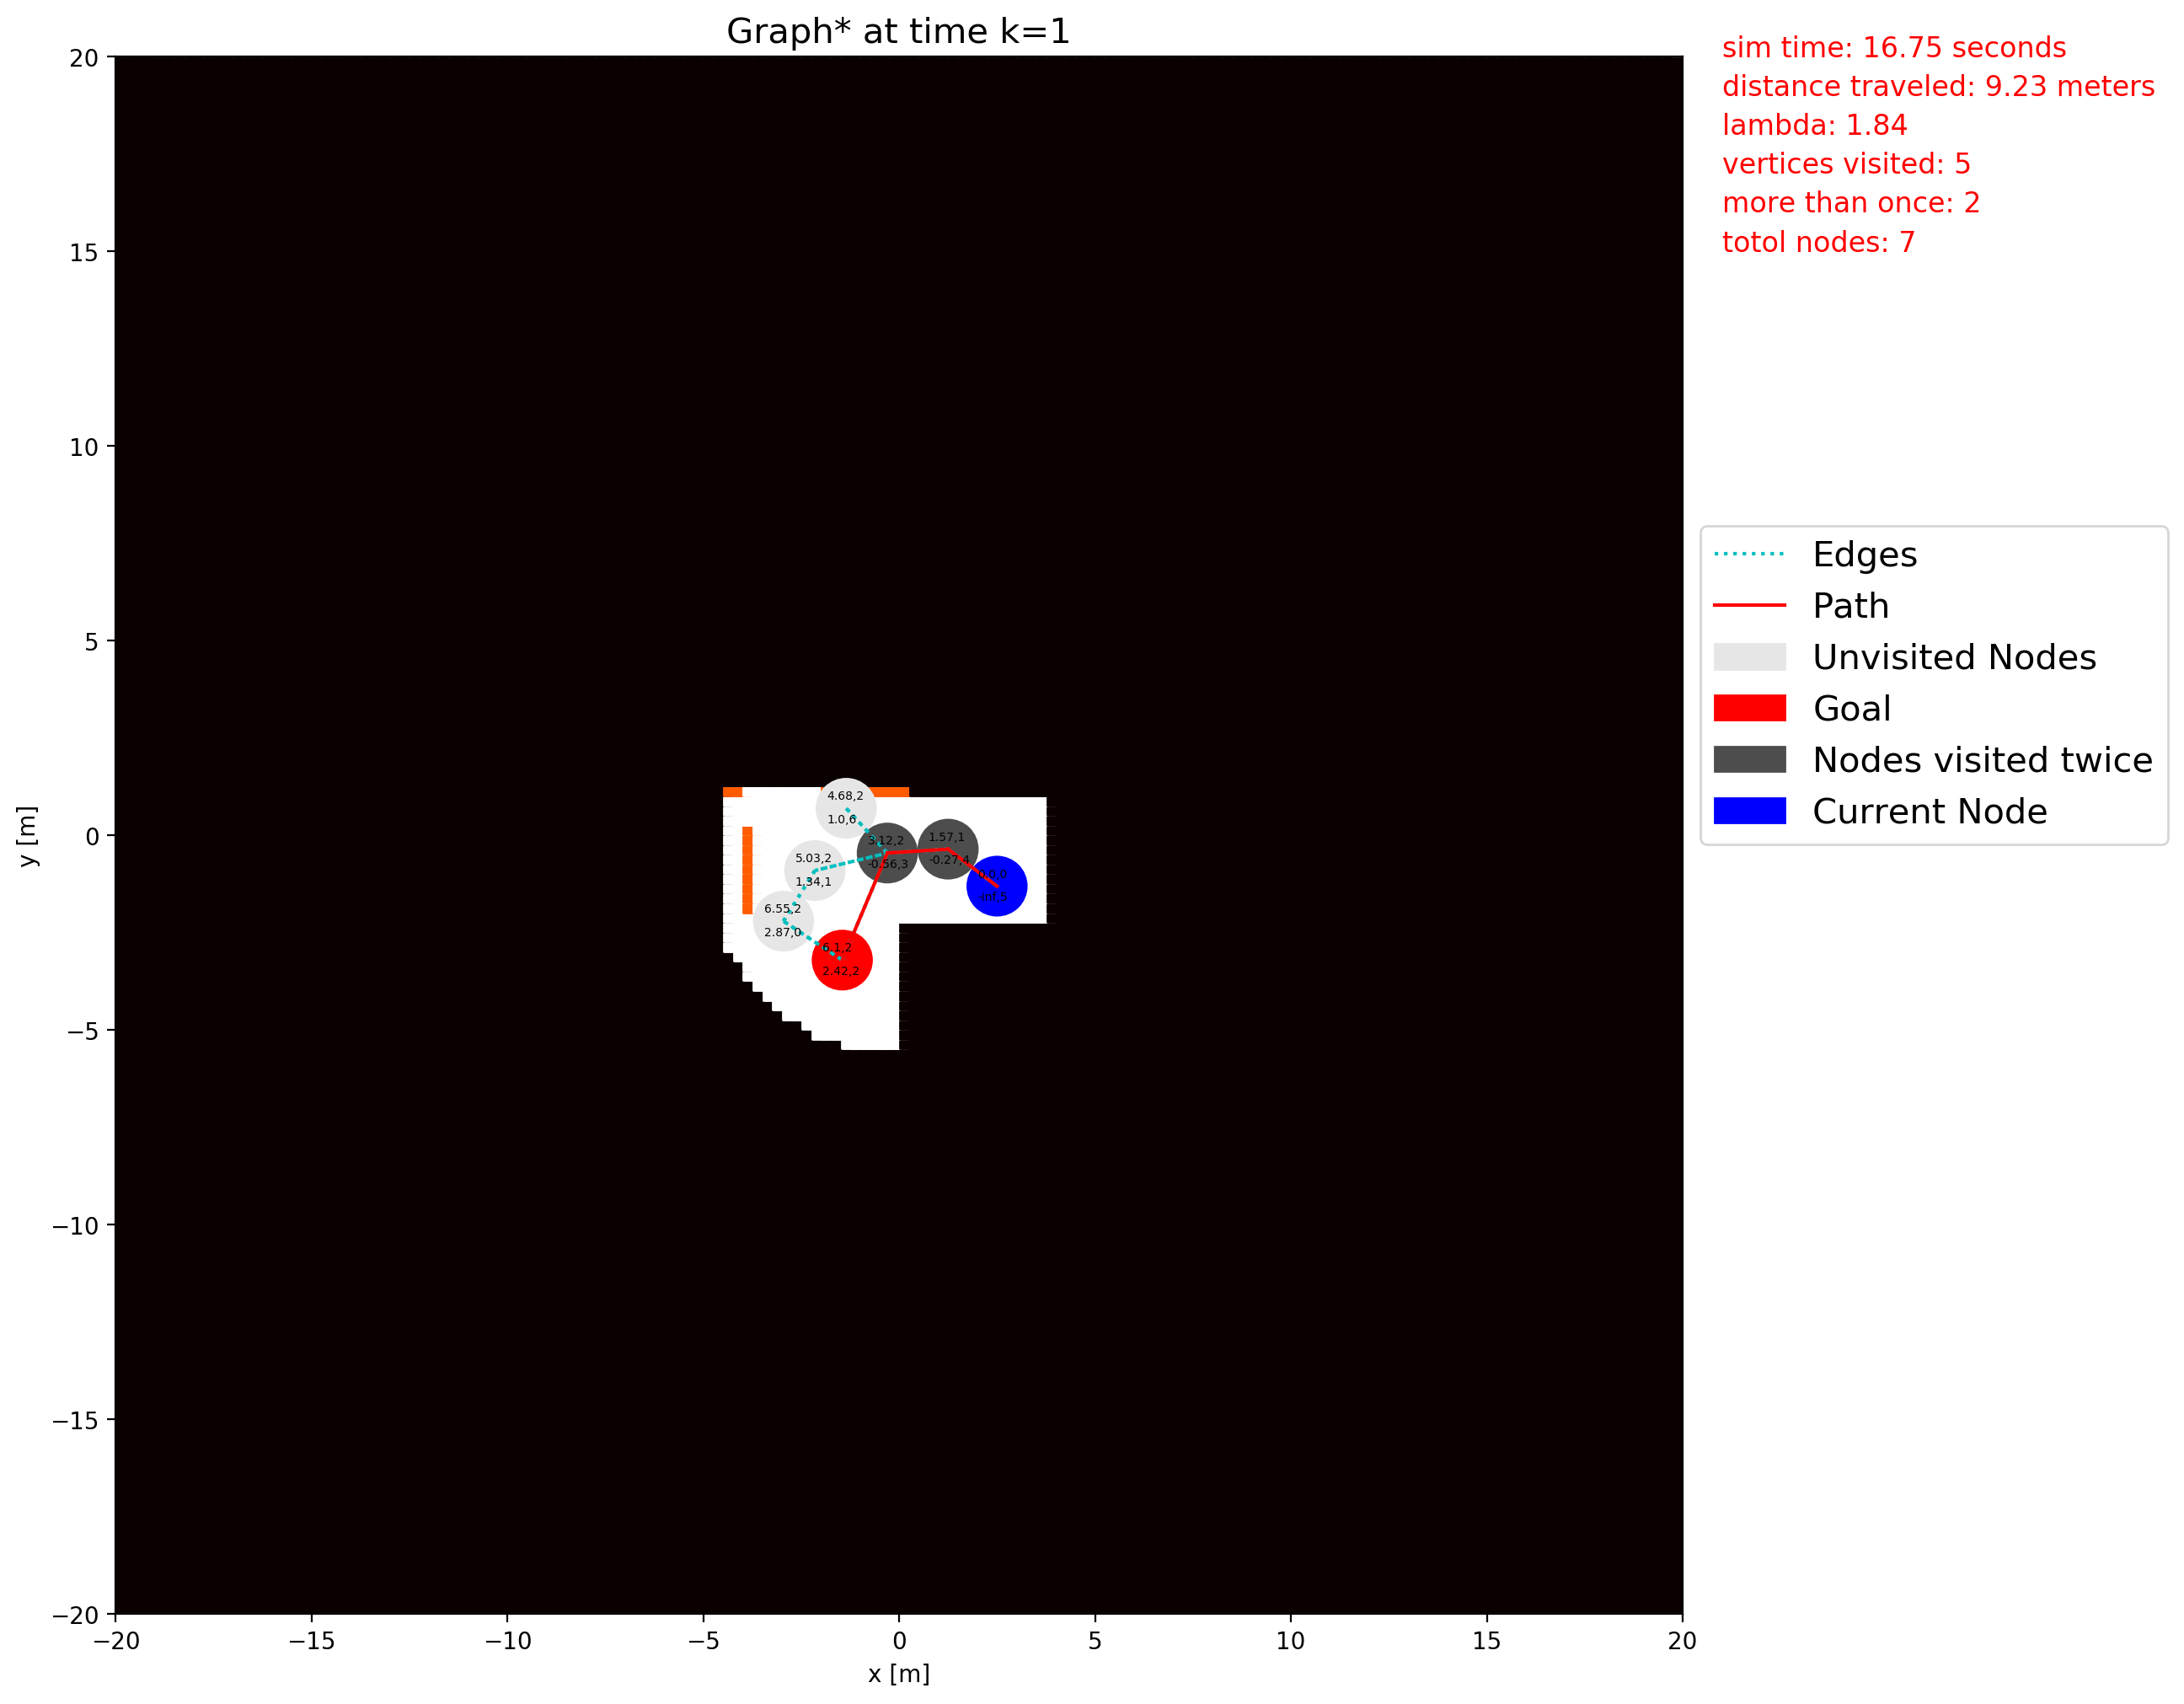 Graph* at time k=1
sim time: 16.75 seconds
distance traveled: 9.23 meters
lambda: 1.84
vertices visited: 5
more than once: 2
totol nodes: 7
Edges
Path
Unvisited Nodes
Goal
Nodes visited twice
Current Node
y [m]
20
15
10
5
0
−5
−10
−15
−20
4.68,2
1.0,6
3.12,2
-0.56,3
1.57,1
-0.27,4
5.03,2
1.34,1
0.0,0
6.55,2
2.87,0
6.1,2
2.42,2
−20
−15
−10
−5
0
5
10
15
20
x [m]